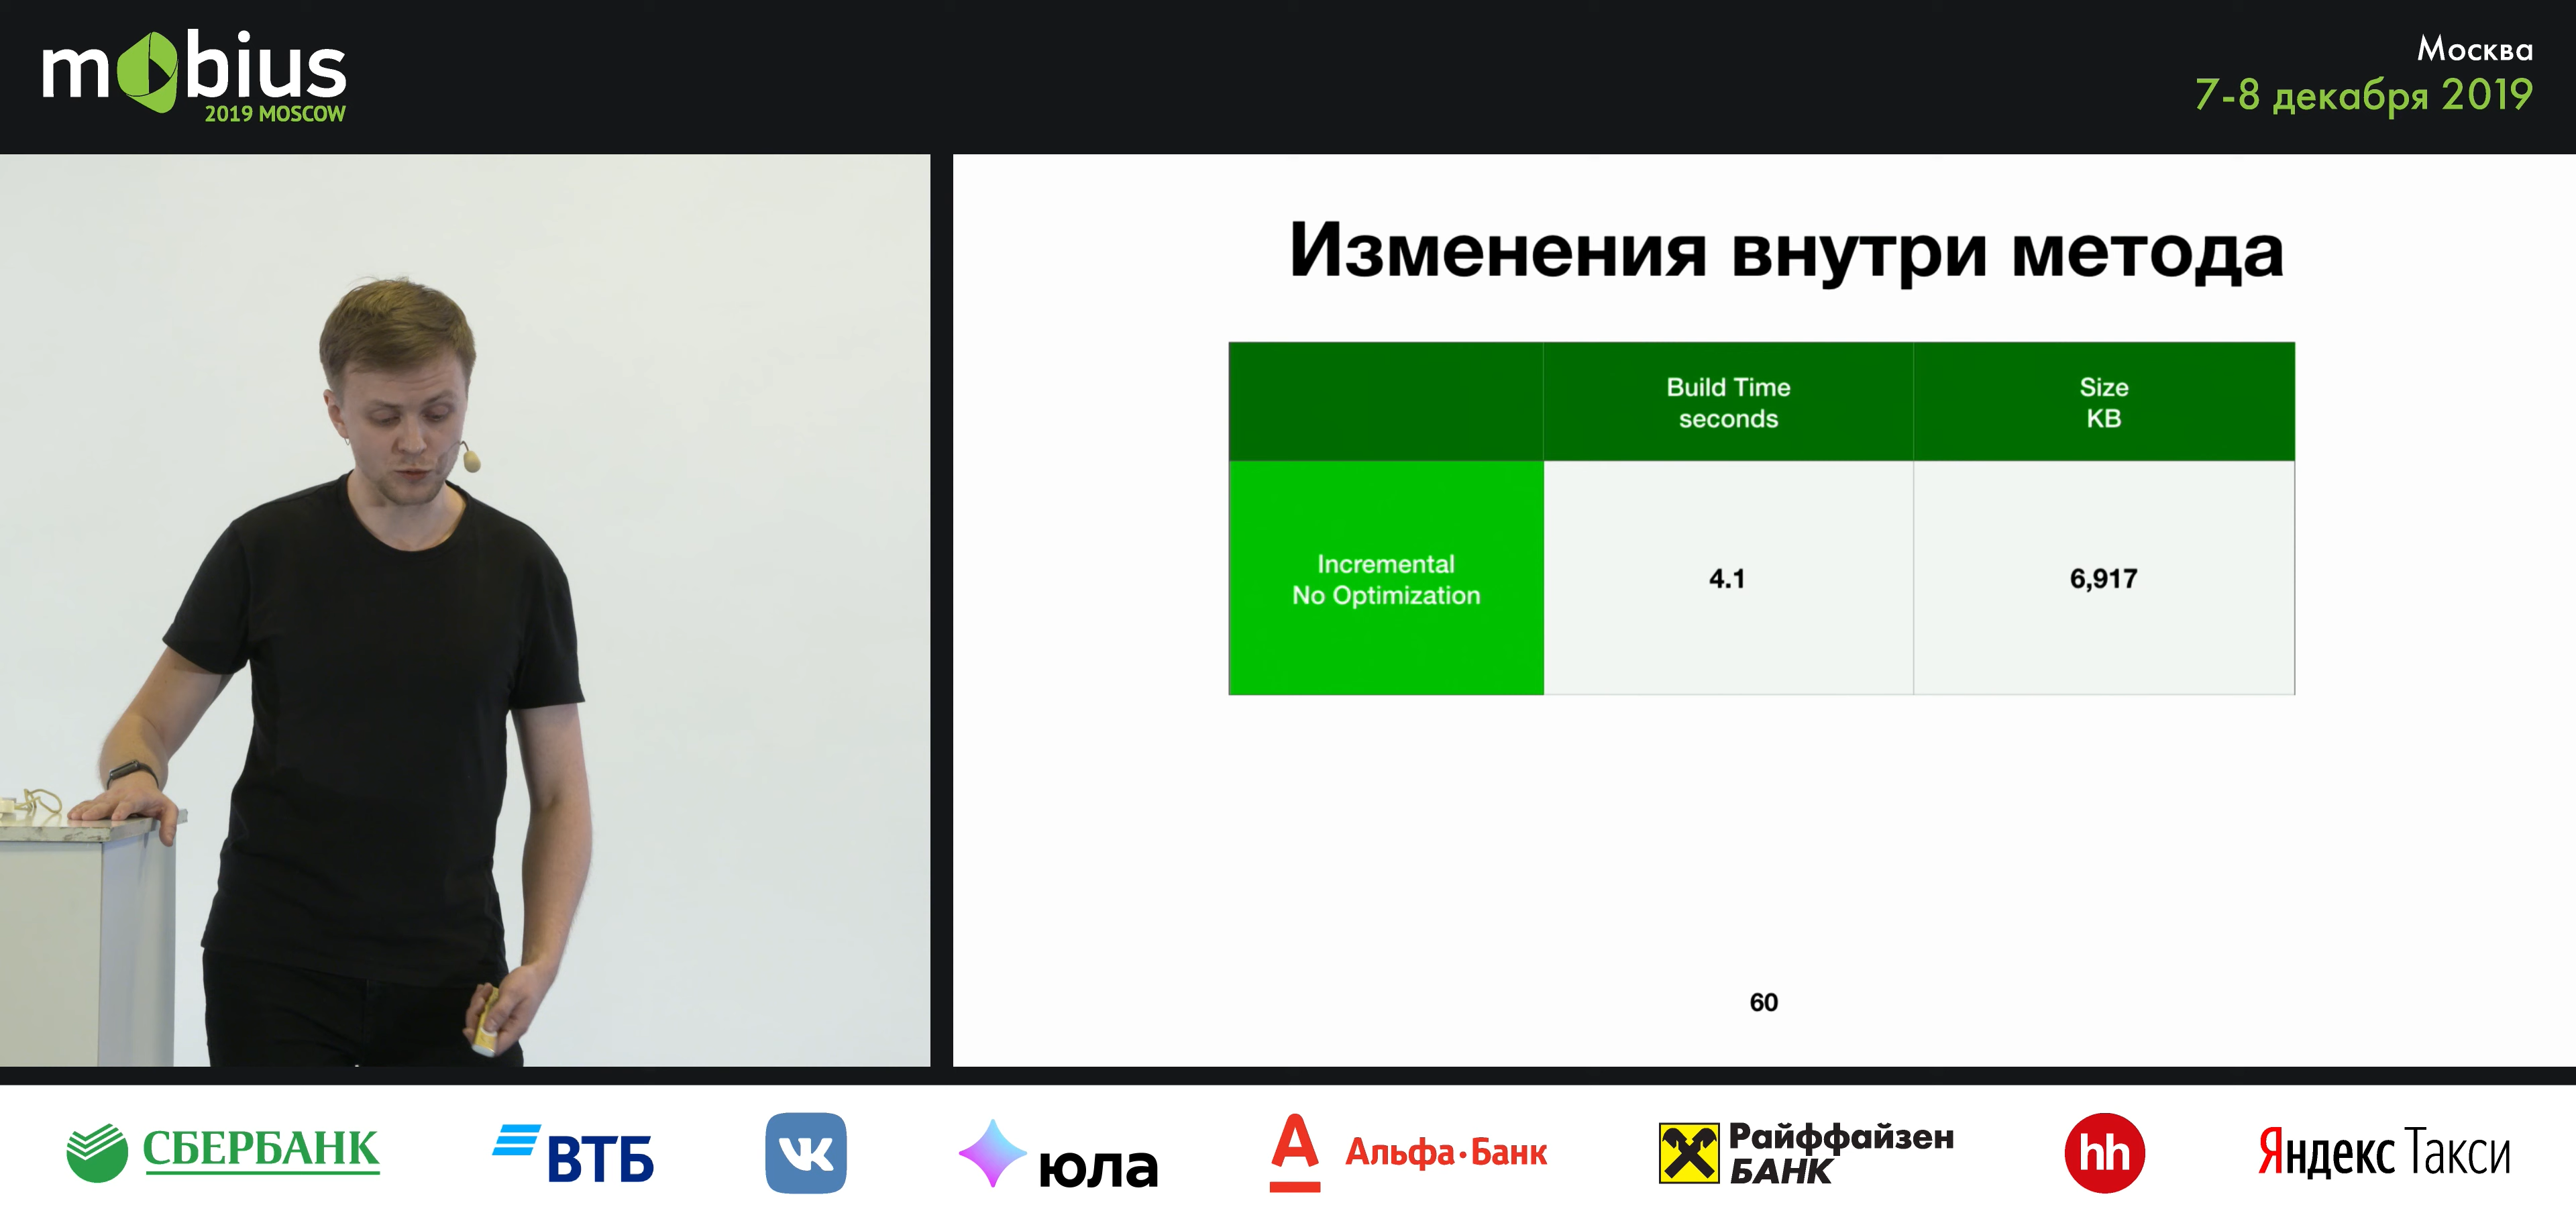 mobius
2019 MOSCOW
Москва
7-8 декабря 2019
Изменения внутри метода
Build Time
seconds
Size
KB
Incremental
No Optimization
4.1
6,917
60
СБЕРБАНК
ВТБ
VK
юла
А
Альфа·Банк
Райффайзен
БАНК
hh
Яндекс Такси